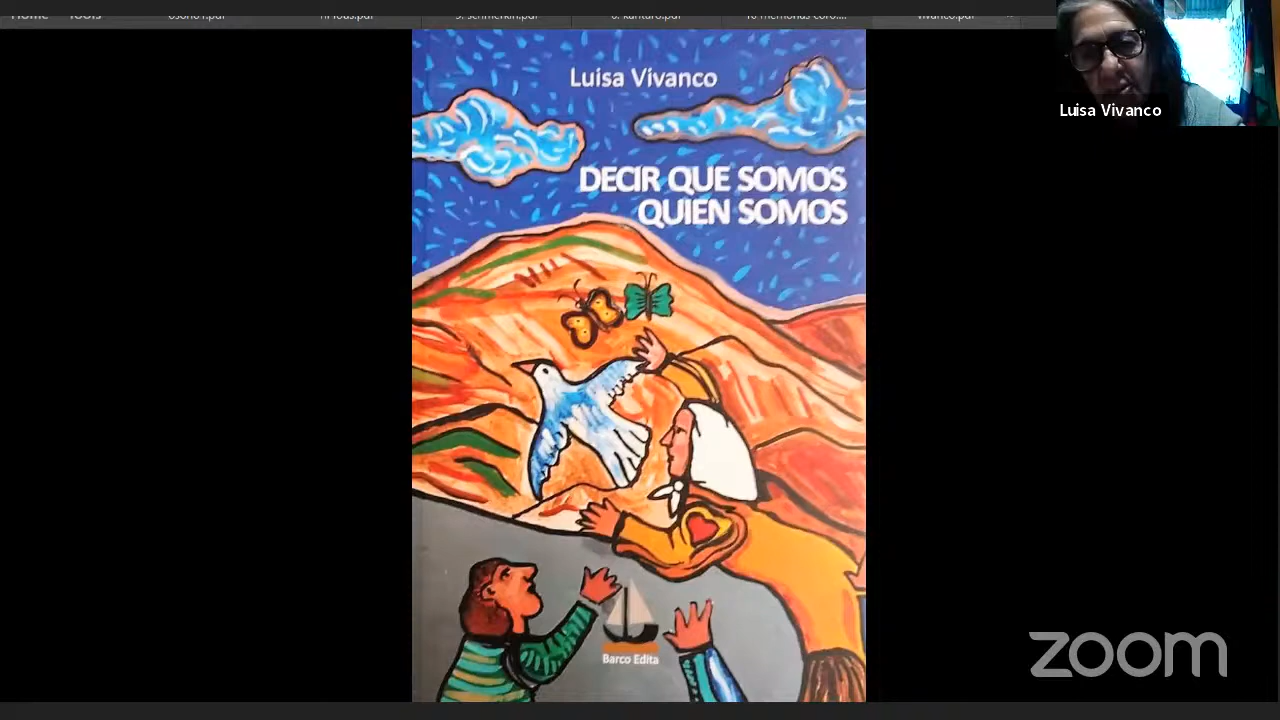 Luisa Vivanco
DECIR QUE SOMOS
QUIEN SOMOS
Barco Edita
Luisa Vivanco
zoom